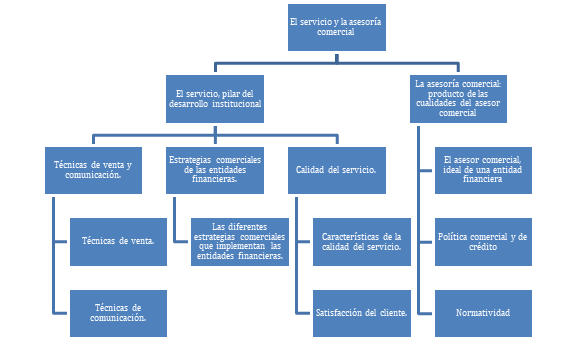 El servicio y la asesoría
comercial
El servicio, pilar del
desarrollo institucional
La asesoría comercial:
producto de las
cualidades del asesor
comercial
Técnicas de venta y
comunicación.
Estrategias comerciales
de las entidades
financieras.
Calidad del servicio.
El asesor comercial,
ideal de una entidad
financiera
Técnicas de venta.
Las diferentes
estrategias comerciales
que implementan las
entidades financieras.
Características de la
calidad del servicio.
Política comercial y de
crédito
Técnicas de
comunicación.
Satisfacción del cliente.
Normatividad